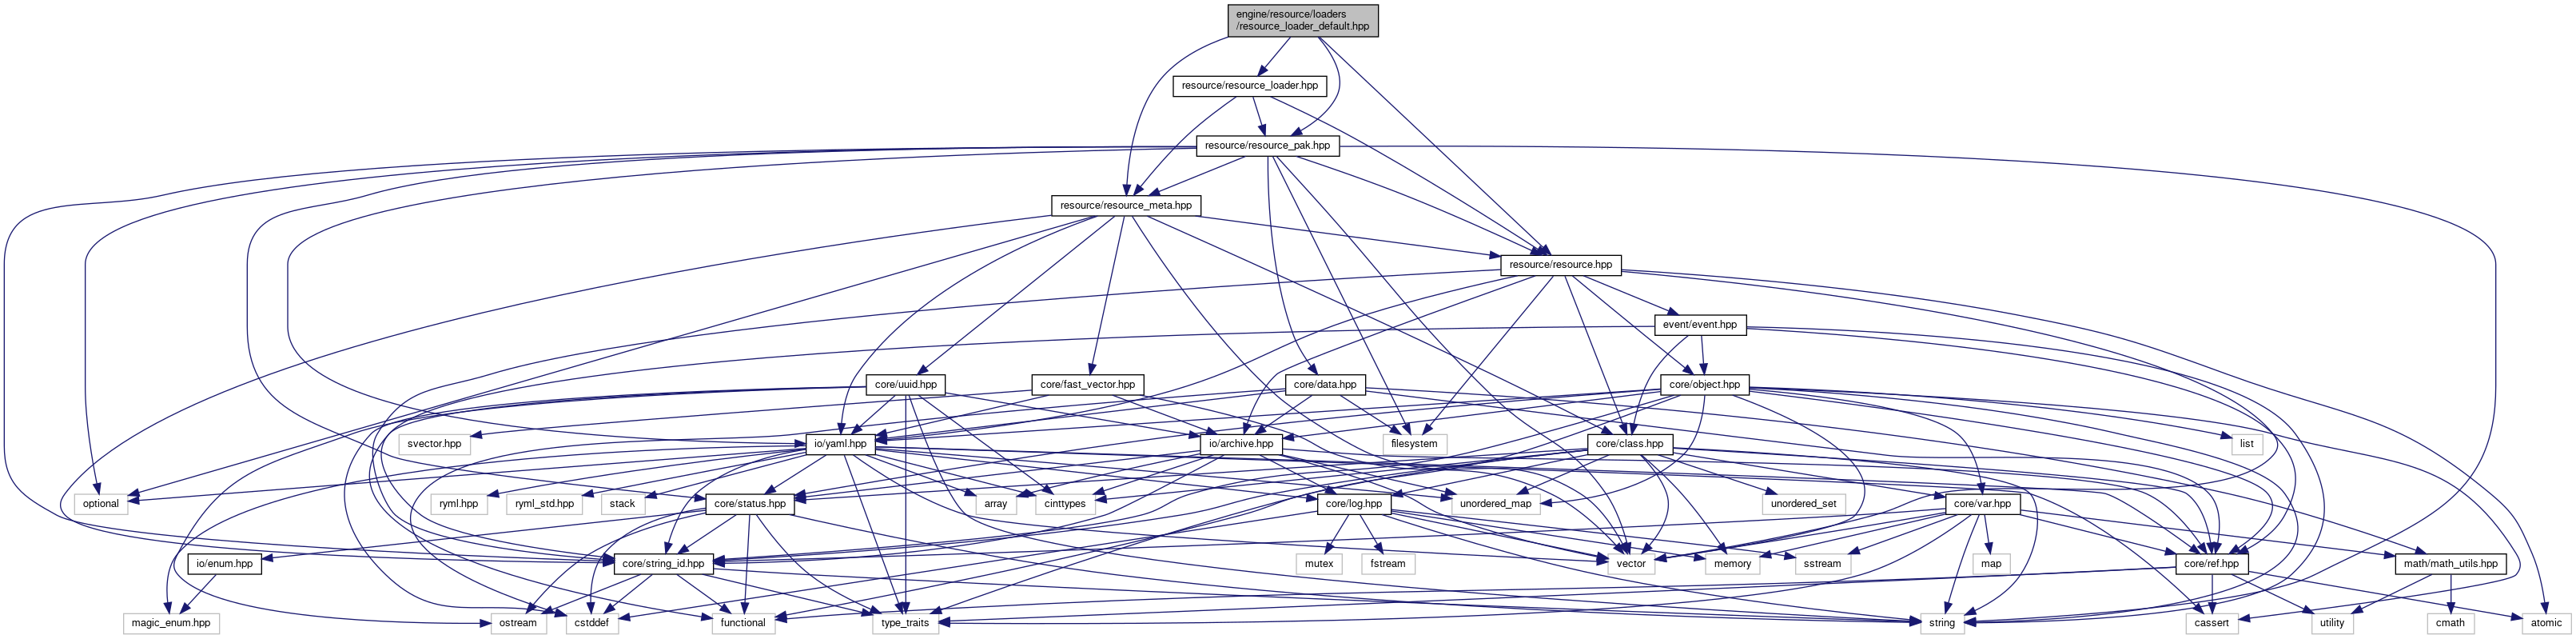 engine/resource/loaders
/resource_loader_default.hpp
resource/resource_loader.hpp
resource/resource_pak.hpp
resource/resource_meta.hpp
resource/resource.hpp
event/event.hpp
core/uuid.hpp
core/fast_vector.hpp
core/data.hpp
core/object.hpp
svector.hpp
io/yaml.hpp
io/archive.hpp
filesystem
core/class.hpp
list
optional
ryml.hpp
ryml_std.hpp
stack
core/status.hpp
array
cinttypes
core/log.hpp
unordered_map
unordered_set
core/var.hpp
io/enum.hpp
core/string_id.hpp
mutex
fstream
vector
memory
sstream
map
core/ref.hpp
math/math_utils.hpp
magic_enum.hpp
ostream
cstddef
functional
type_traits
string
cassert
utility
cmath
atomic